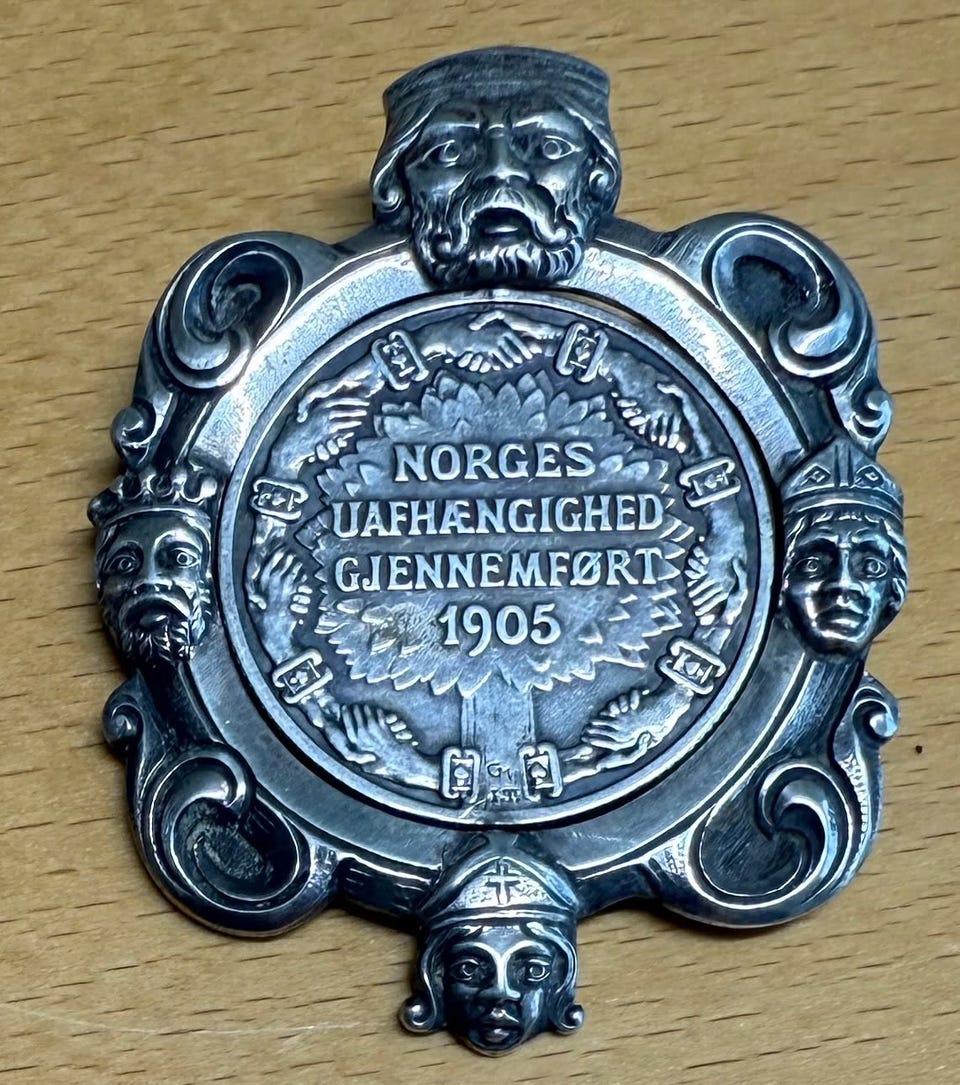 NORGES
UAFHÆNGIGHED
GJENNEMFØRT
1905